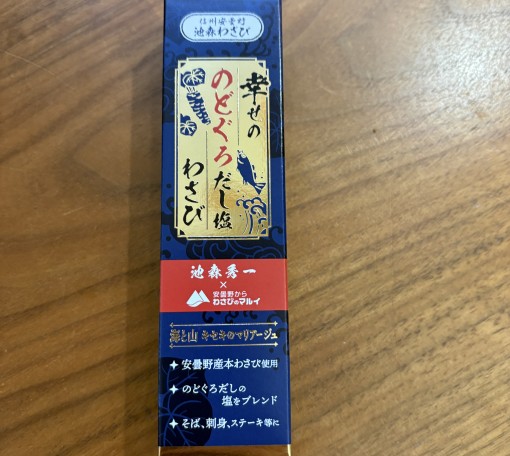 信州安曇野
池森わさび
幸せの
のどぐろだし塩
わさび
池森秀一
×
安曇野から
わさびのマルイ
海と山 キセキのマリアージュ
安曇野産本わさび使用
のどぐろだしの
塩をブレンド
そば、刺身、ステーキ等に